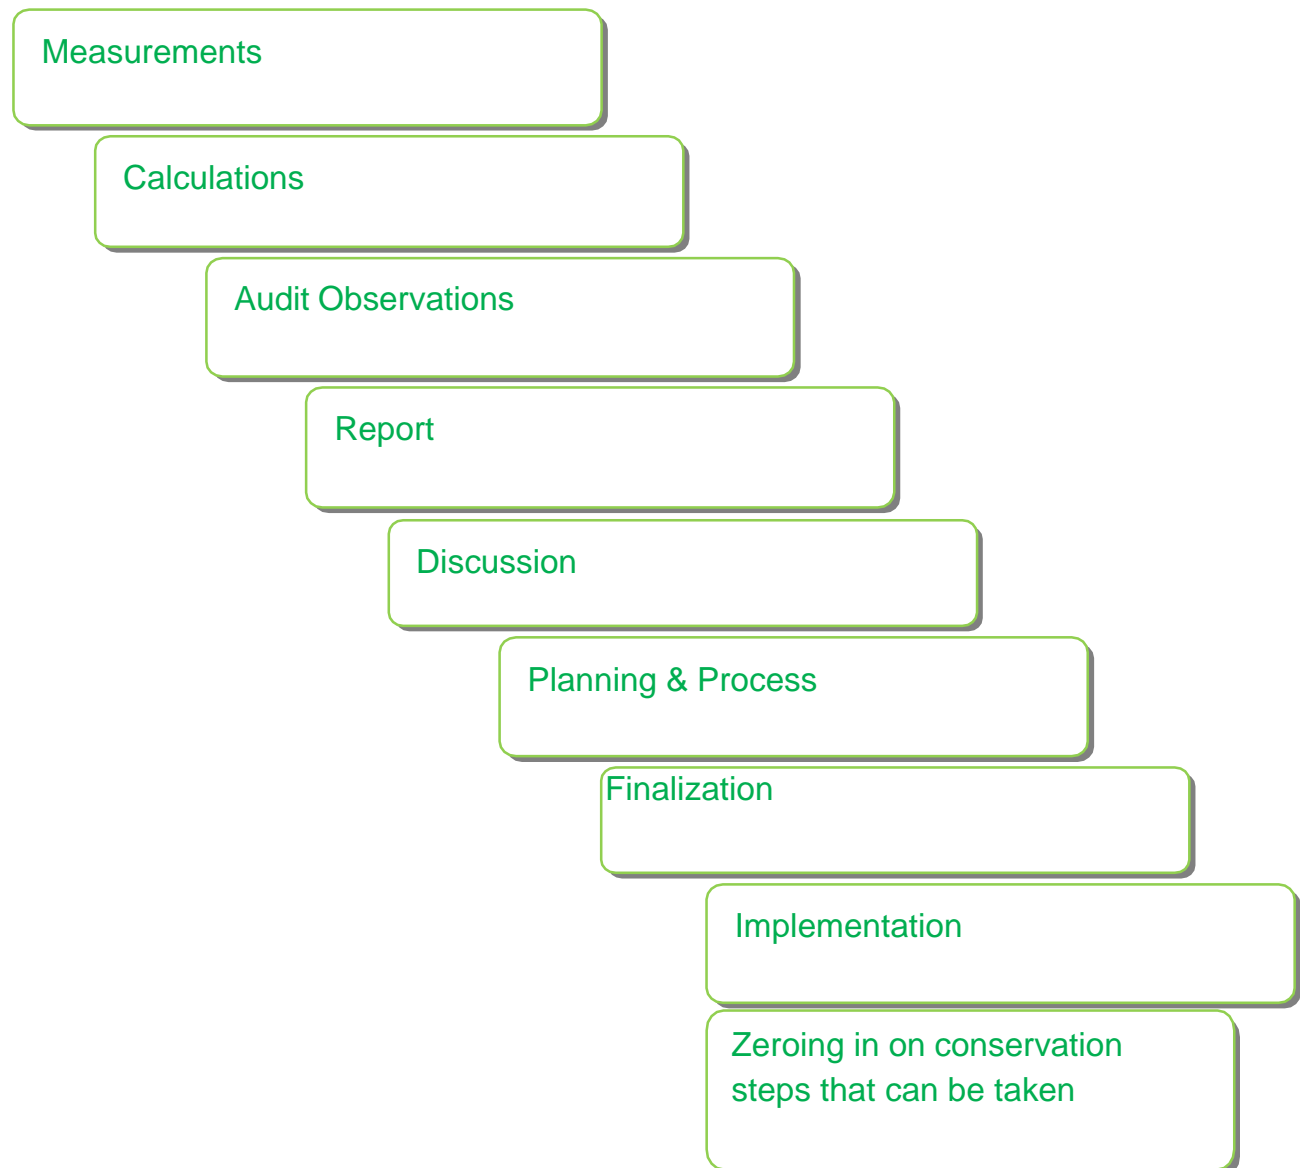 Measurements
Calculations
Audit Observations
Report
Discussion
Planning & Process
Finalization
Implementation
Zeroing in on conservation
steps that can be taken